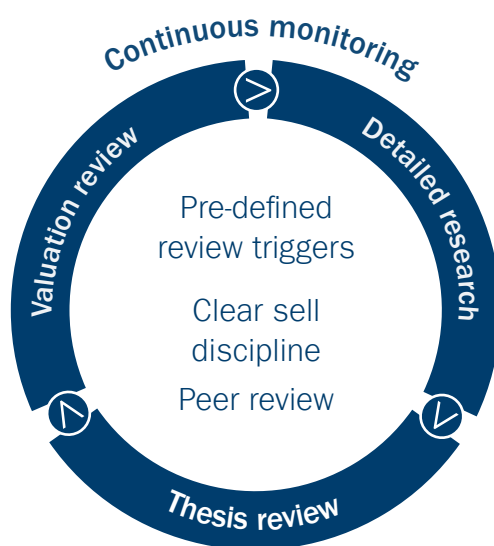 Continuous monitoring
Valuation review
Detailed research
Pre-defined
review triggers
Clear sell
discipline
Peer review
Thesis review